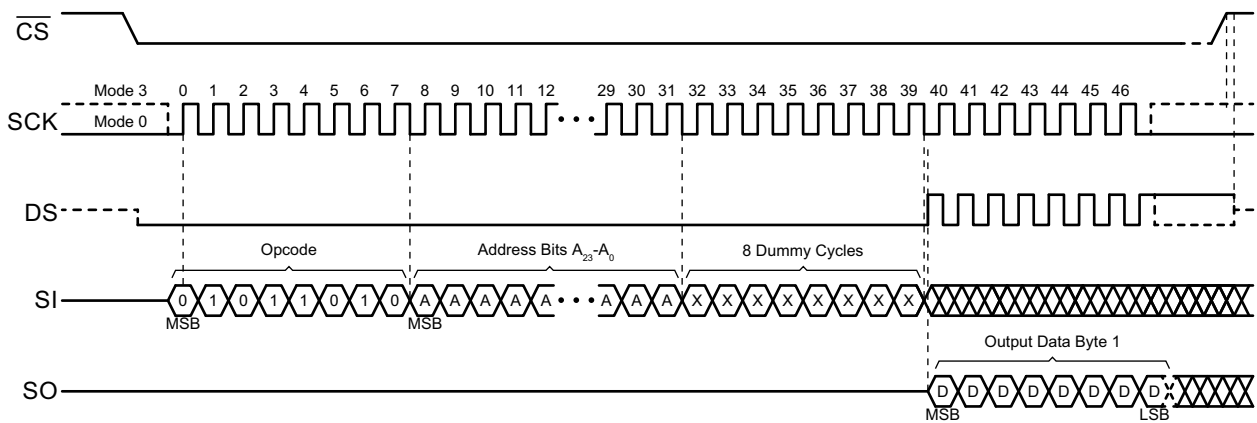 CS
Mode 3 0 1 2 3 4 5 6 7 8 9 10 11 12 29 30 31 32 33 34 35 36 37 38 39 40 41 42 43 44 45 46
SCK Mode 0
DS
Opcode Address Bits A23-A0 8 Dummy Cycles
SI 0 1 0 1 1 0 1 0 A A A A A A A A X X X X X X X X
MSB MSB
Output Data Byte 1
SO D D D D D D D D
MSB LSB